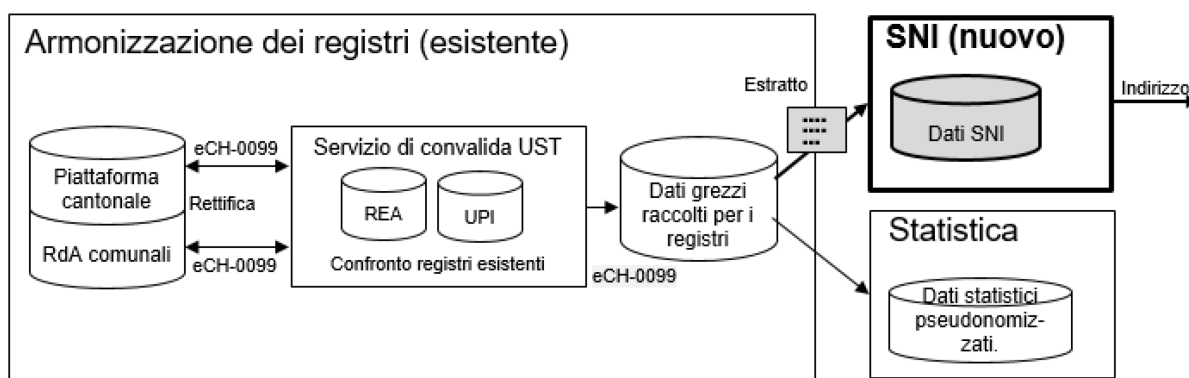 Armonizzazione dei registri (esistente)
SNI (nuovo)
Estratto
Indirizzo
Dati SNI
eCH-0099
Servizio di convalida UST
Piattaforma
cantonale
Rettifica
REA
UPI
Dati grezzi
raccolti per i
registri
RdA comunali
eCH-0099
Confronto registri esistenti
eCH-0099
Statistica
Dati statistici
pseudonomiz-
zati.